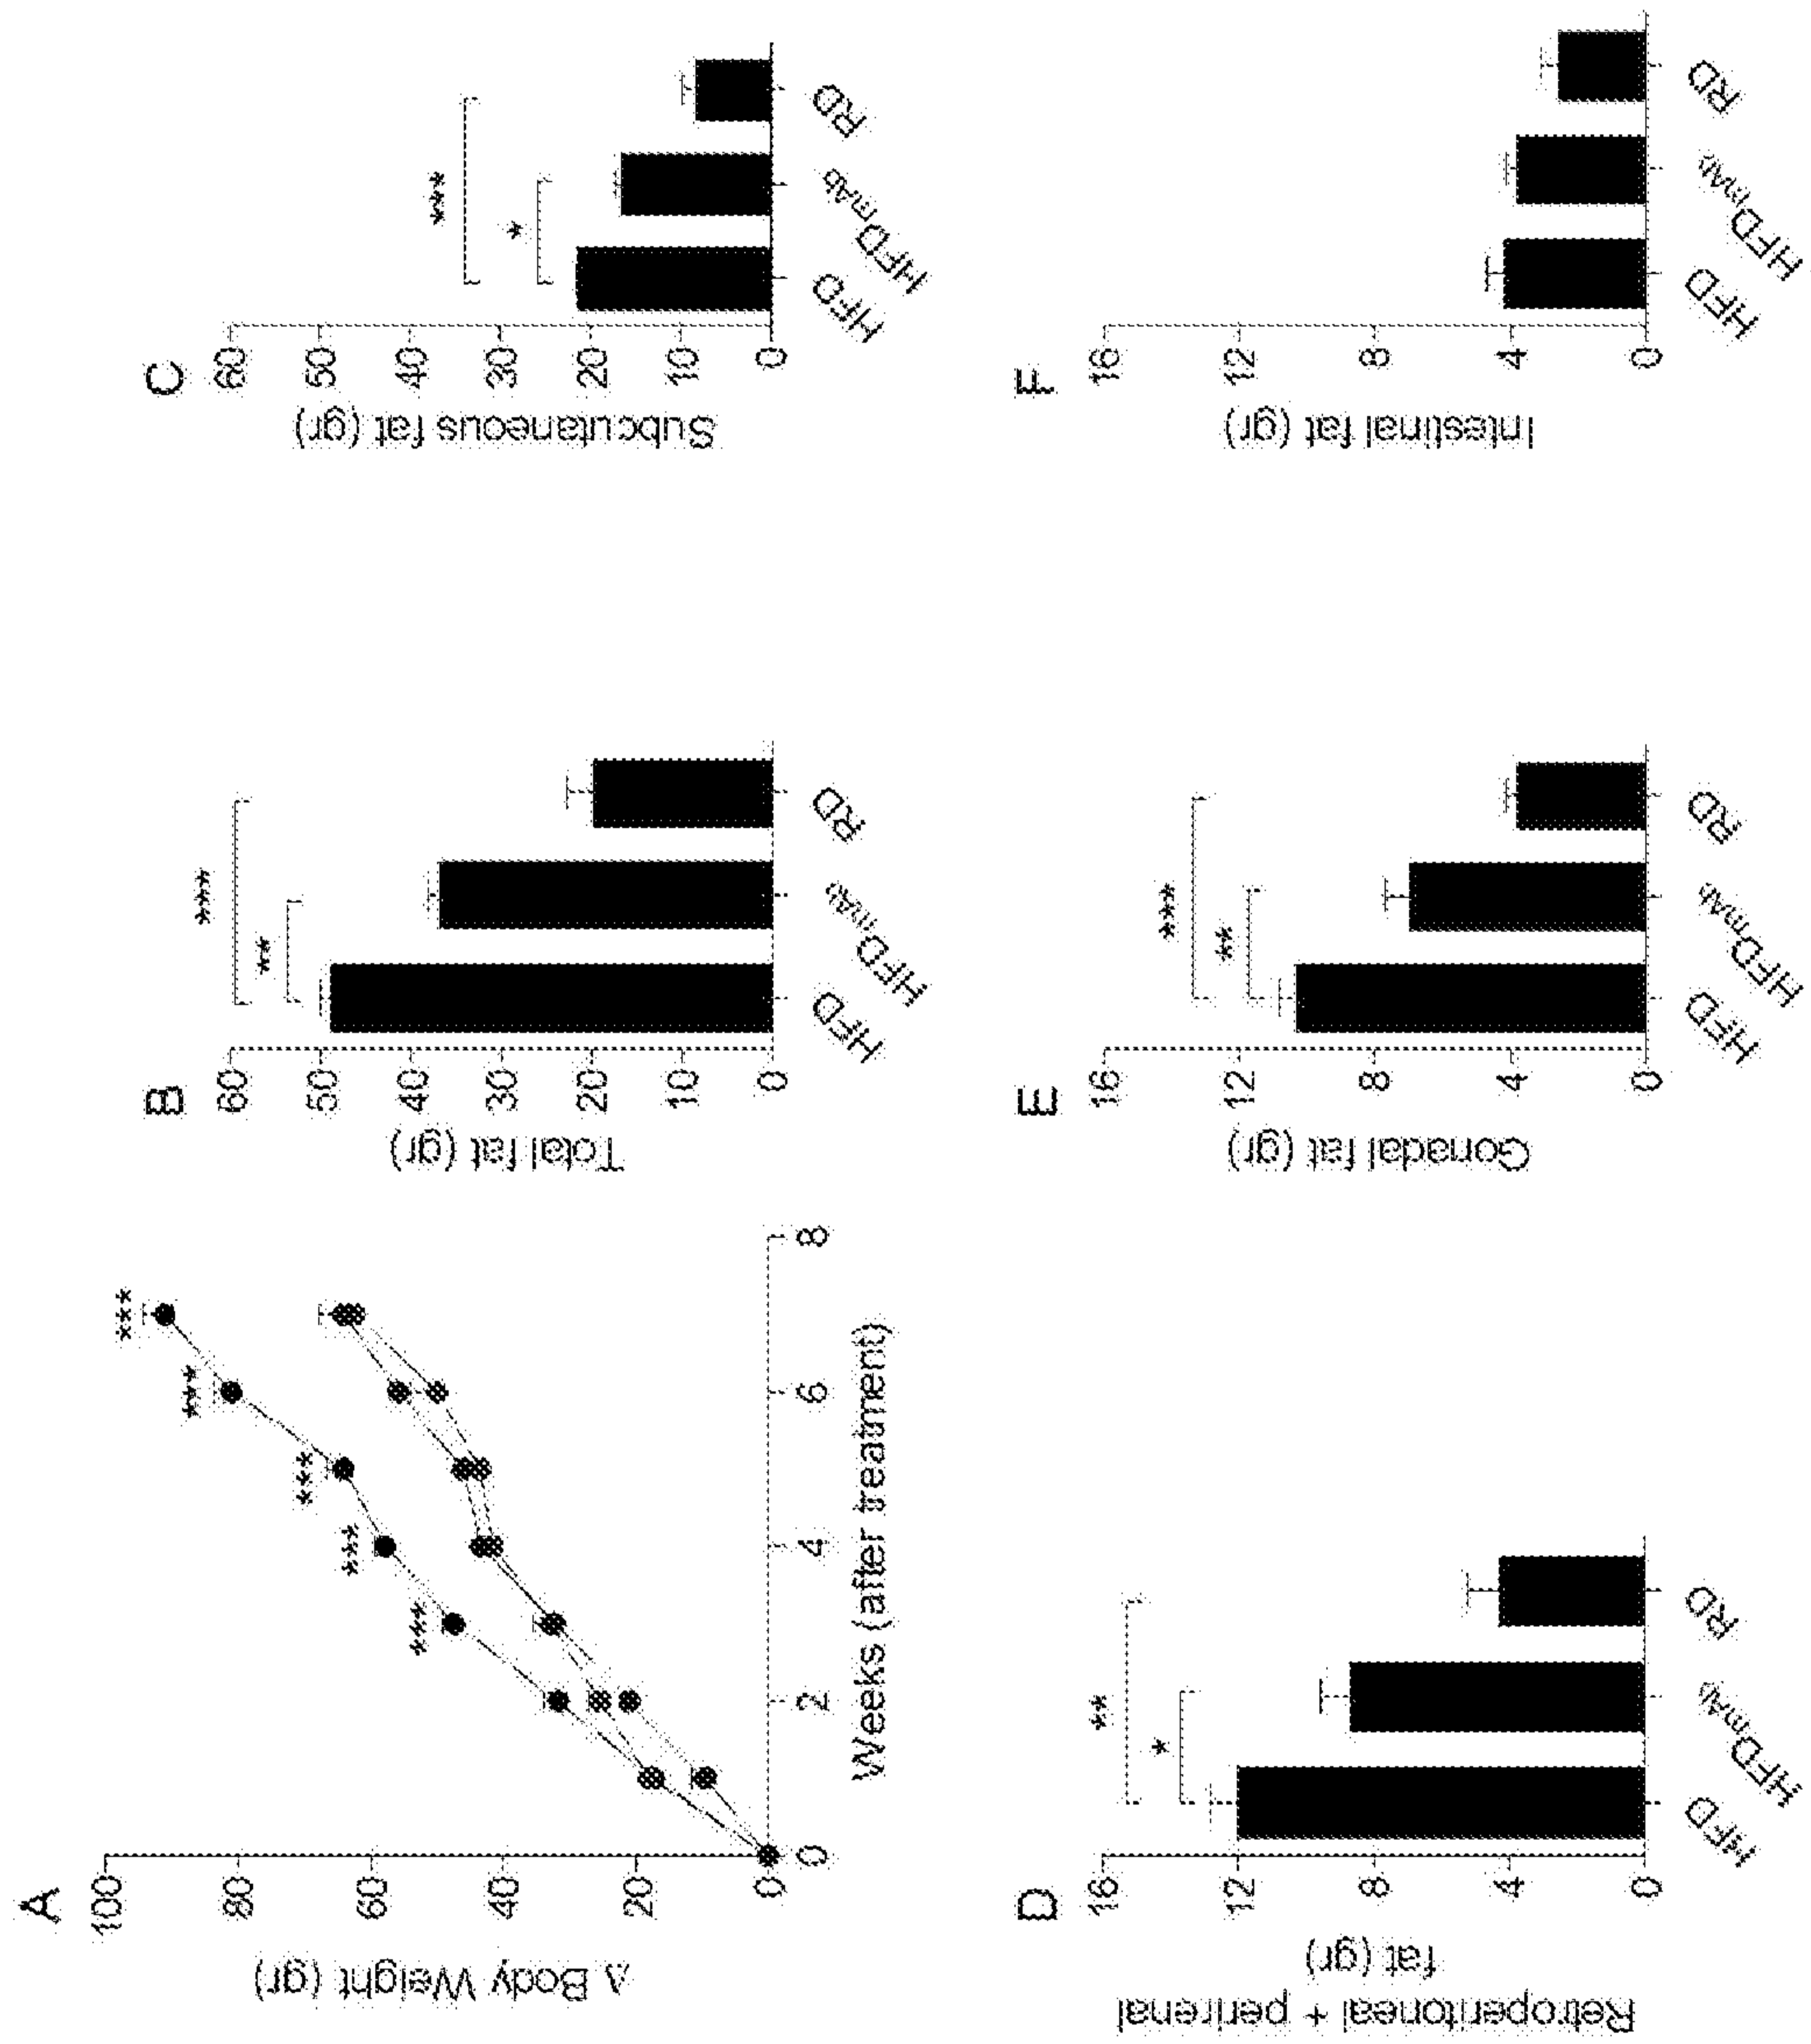 A
100
80
60
40
20
0
Δ Body Weight (gr)
***
***
***
***
***
0
2
4
6
8
Weeks (after treatment)
B
60
50
40
30
20
10
0
Total fat (gr)
***
**
HFD
HFDmAb
RD
C
60
50
40
30
20
10
0
Subcutaneous fat (gr)
***
*
HFD
HFDmAb
RD
D
16
12
8
4
0
Retroperitoneal + perirenal
fat (gr)
**
*
HFD
HFDmAb
RD
E
16
12
8
4
0
Gonadal fat (gr)
***
**
HFD
HFDmAb
RD
F
16
12
8
4
0
Intestinal fat (gr)
HFD
HFDmAb
RD